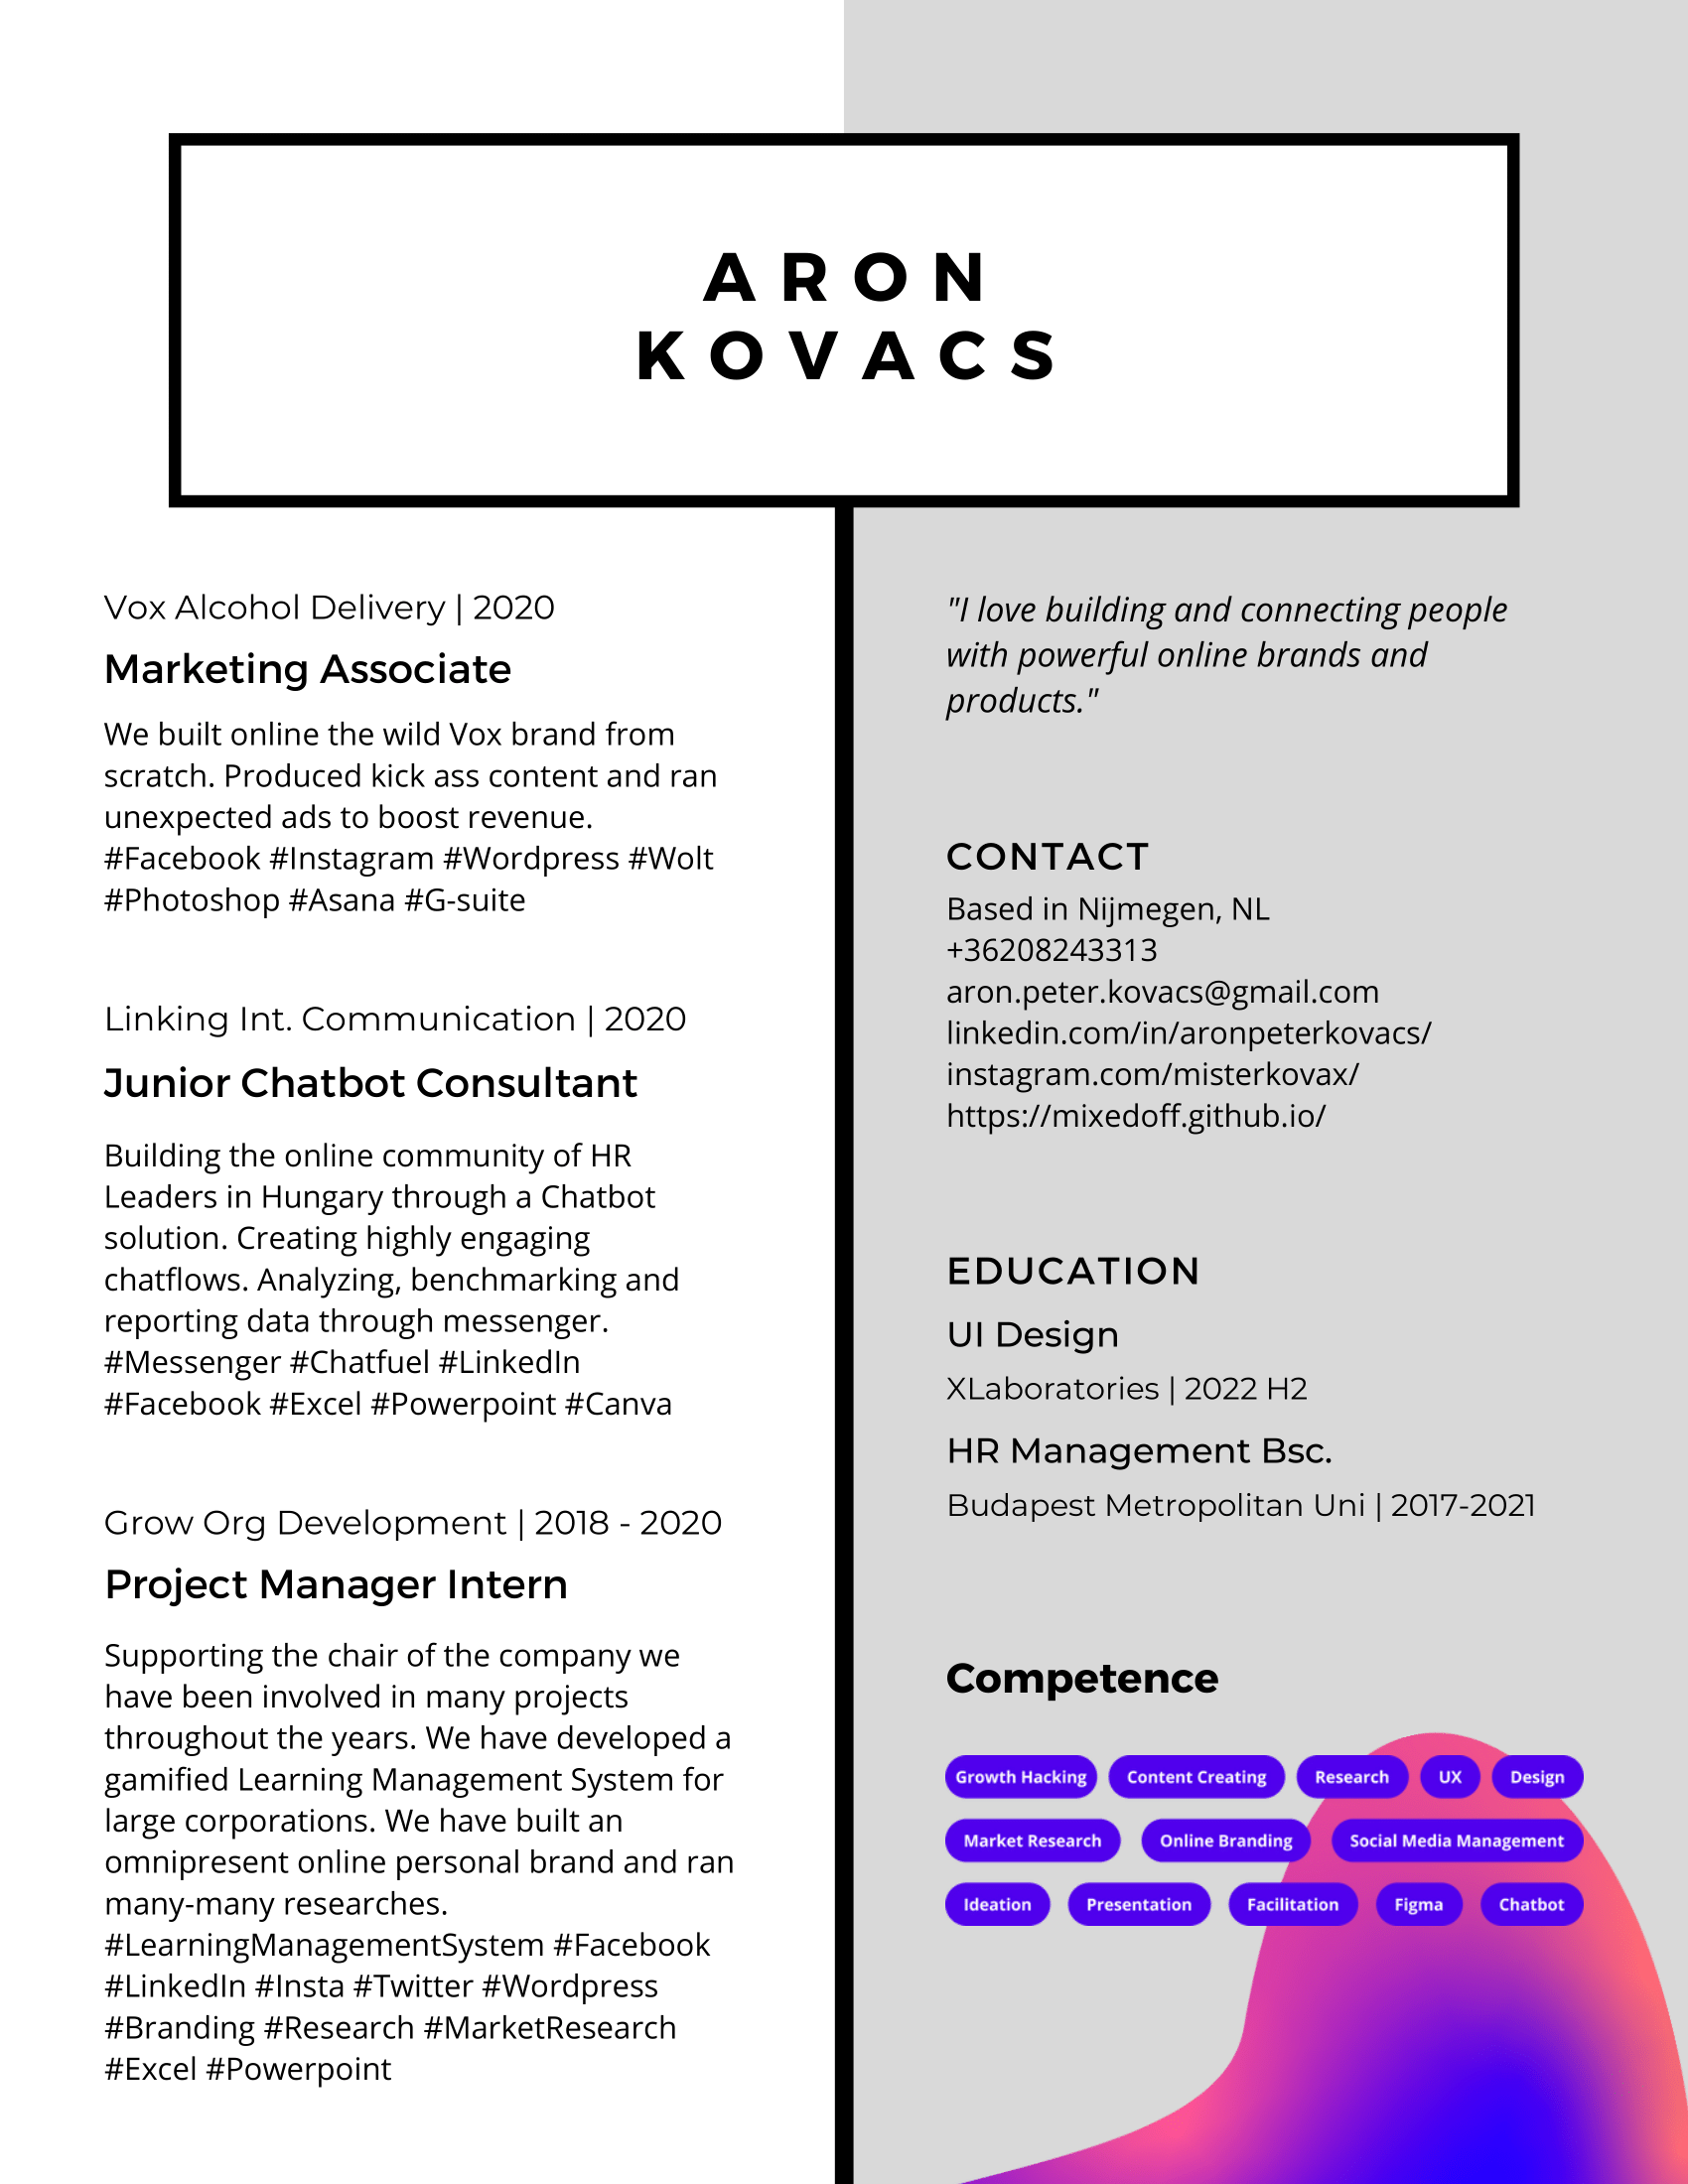 ARON
KOVACS
Vox Alcohol Delivery | 2020
Marketing Associate
We built online the wild Vox brand from
scratch. Produced kick ass content and ran
unexpected ads to boost revenue.
#Facebook #Instagram #Wordpress #Wolt
#Photoshop #Asana #G-suite
Linking Int. Communication | 2020
Junior Chatbot Consultant
Building the online community of HR
Leaders in Hungary through a Chatbot
solution. Creating highly engaging
chatflows. Analyzing, benchmarking and
reporting data through messenger.
#Messenger #Chatfuel #LinkedIn
#Facebook #Excel #Powerpoint #Canva
Grow Org Development | 2018 - 2020
Project Manager Intern
Supporting the chair of the company we
have been involved in many projects
throughout the years. We have developed a
gamified Learning Management System for
large corporations. We have built an
omnipresent online personal brand and ran
many-many researches.
#LearningManagementSystem #Facebook
#LinkedIn #Insta #Twitter #Wordpress
#Branding #Research #MarketResearch
#Excel #Powerpoint
"I love building and connecting people
with powerful online brands and
products."
CONTACT
Based in Nijmegen, NL
+36208243313
aron.peter.kovacs@gmail.com
linkedin.com/in/aronpeterkovacs/
instagram.com/misterkovax/
https://mixedoff.github.io/
EDUCATION
UI Design
XLaboratories | 2022 H2
HR Management Bsc.
Budapest Metropolitan Uni | 2017-2021
Competence
Growth Hacking Content Creating Research UX Design
Market Research Online Branding Social Media Management
Ideation Presentation Facilitation Figma Chatbot